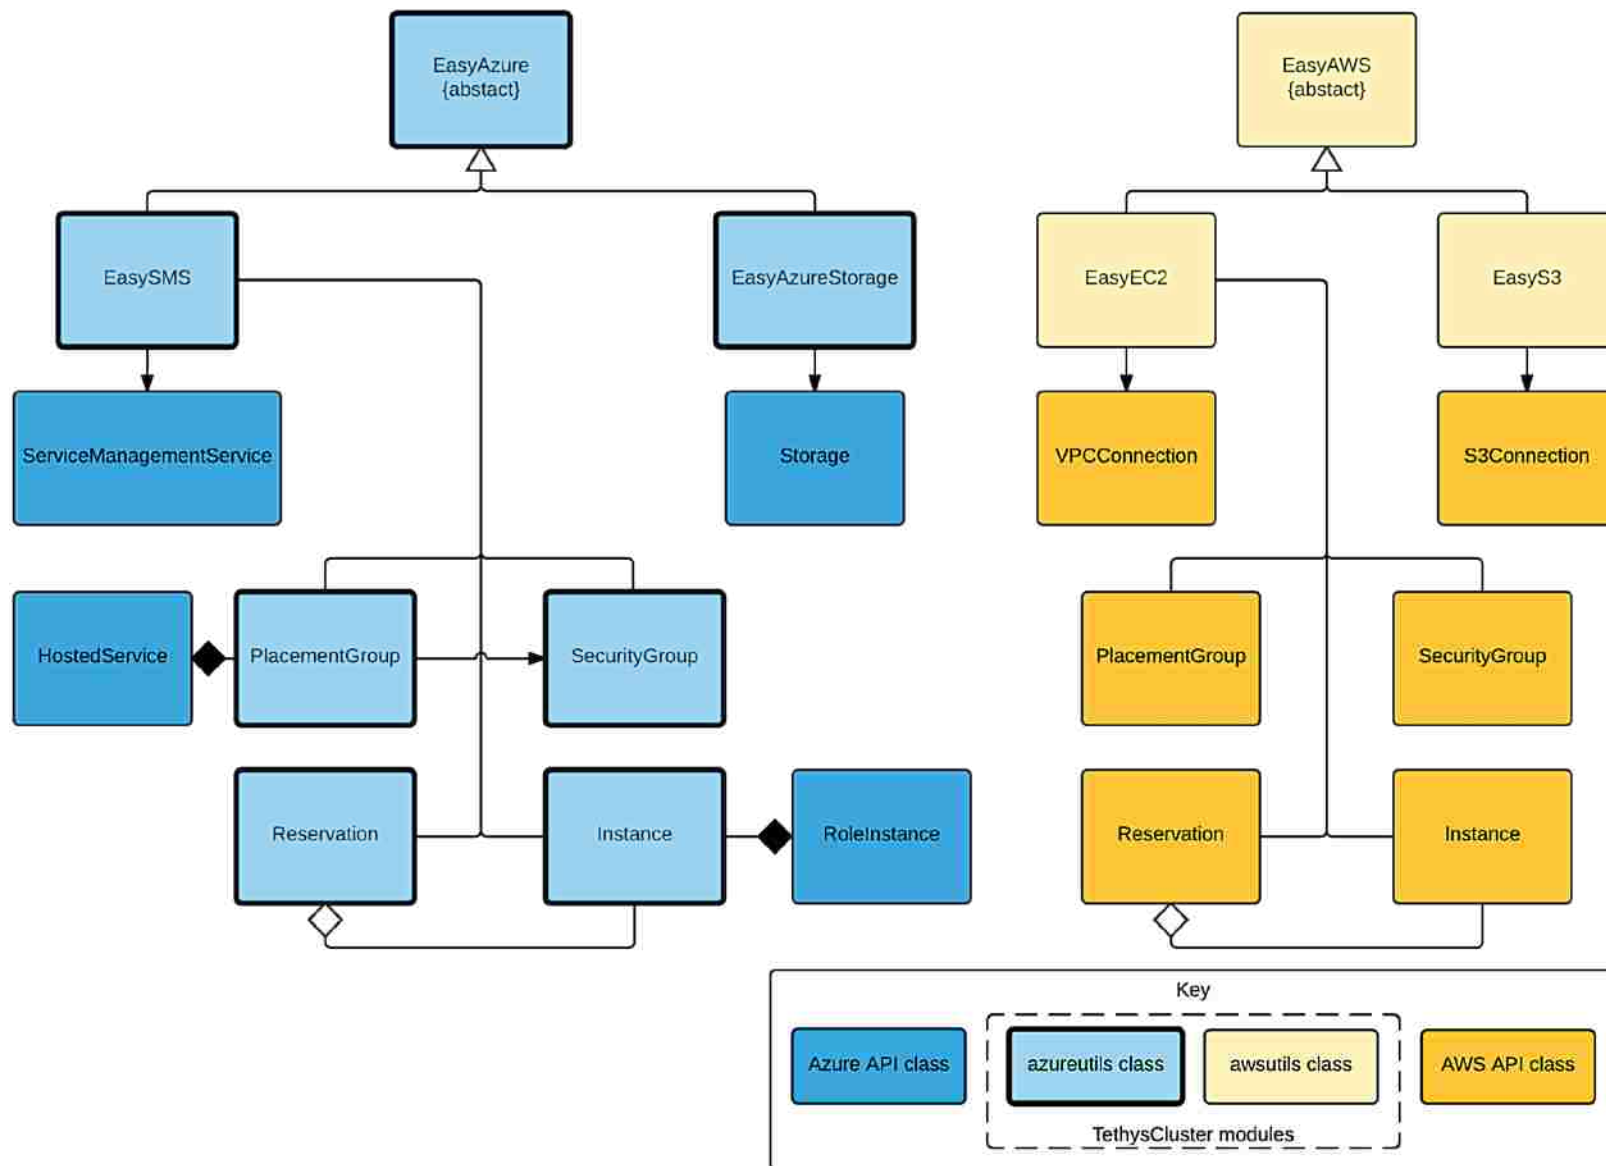 EasyAzure
{abstact}
EasyAWS
{abstact}
EasySMS
EasyAzureStorage
EasyEC2
EasyS3
ServiceManagementService
Storage
VPCConnection
S3Connection
HostedService
PlacementGroup
SecurityGroup
PlacementGroup
SecurityGroup
Reservation
Instance
RoleInstance
Reservation
Instance
Key
Azure API class
azureutils class
awsutils class
AWS API class
TethysCluster modules